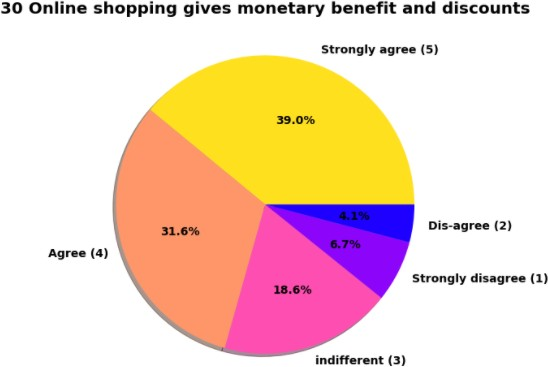 30 Online shopping gives monetary benefit and discounts
Strongly agree (5)
39.0%
4.1%
Dis-agree (2)
31.6%
6.7%
Agree (4)
Strongly disagree (1)
18.6%
indifferent (3)